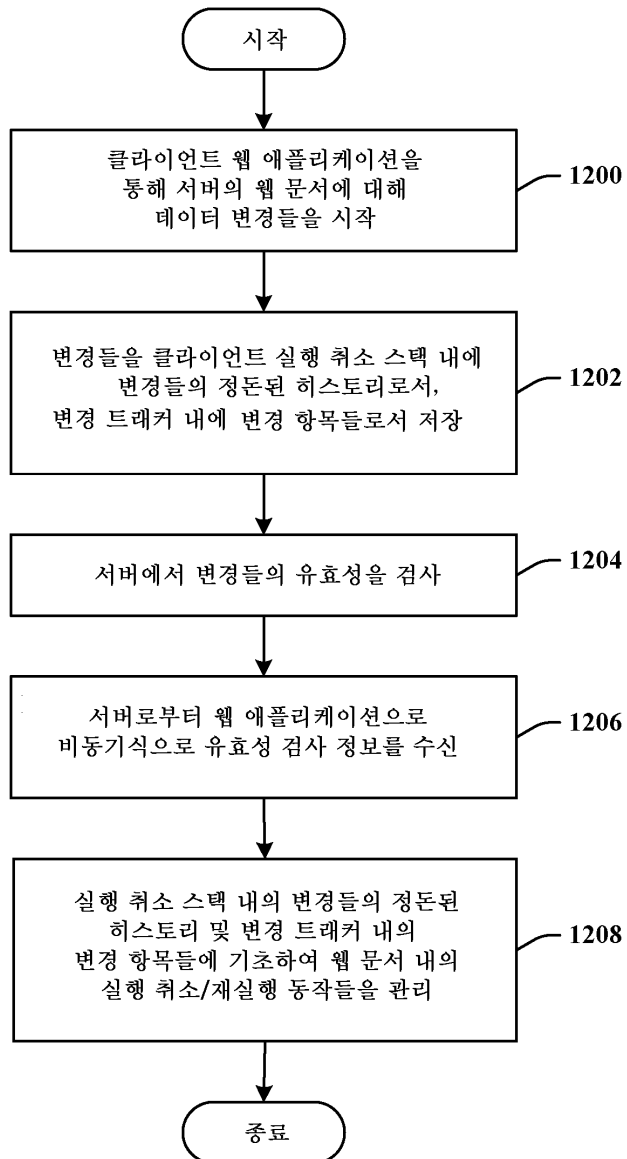 시작
클라이언트 웹 애플리케이션을
통해 서버의 웹 문서에 대해
데이터 변경들을 시작
1200
변경들을 클라이언트 실행 취소 스택 내에
변경들의 정돈된 히스토리로서,
변경 트래커 내에 변경 항목들로서 저장
1202
서버에서 변경들의 유효성을 검사
1204
서버로부터 웹 애플리케이션으로
비동기식으로 유효성 검사 정보를 수신
1206
실행 취소 스택 내의 변경들의 정돈된
히스토리 및 변경 트래커 내의
변경 항목들에 기초하여 웹 문서 내의
실행 취소/재실행 동작들을 관리
1208
종료